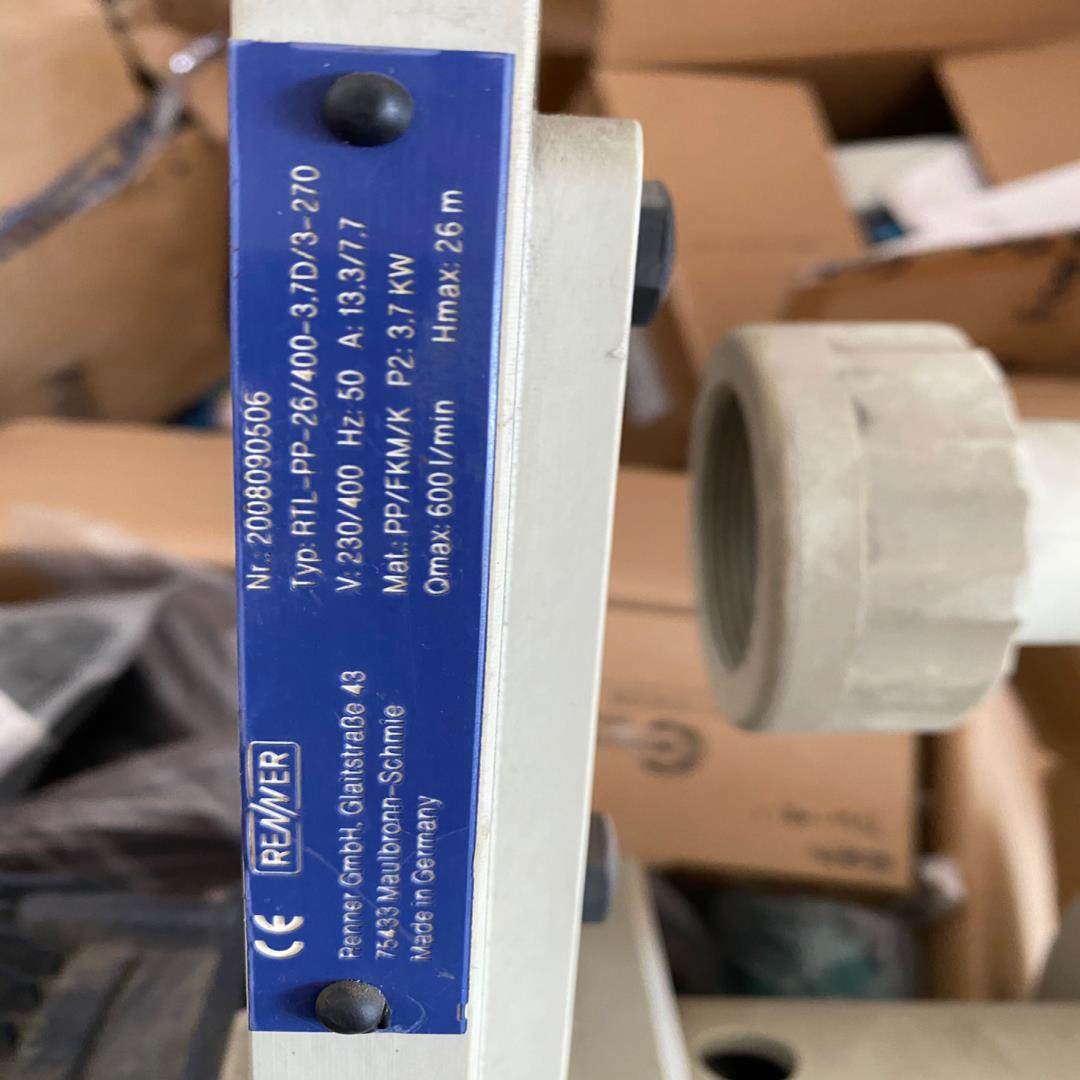 CE RENNER
Renner GmbH, Glaitstraße 43
75433 Maulbronn-Schmie
Made in Germany
Nr.: 2008090506
Typ: RTL-PP-26/400-3,7D/3-270
V: 230/400 Hz: 50 A: 13,3/7,7
Mat.: PP/FKM/K P2: 3,7 KW
Qmax: 600 l/min Hmax: 26 m